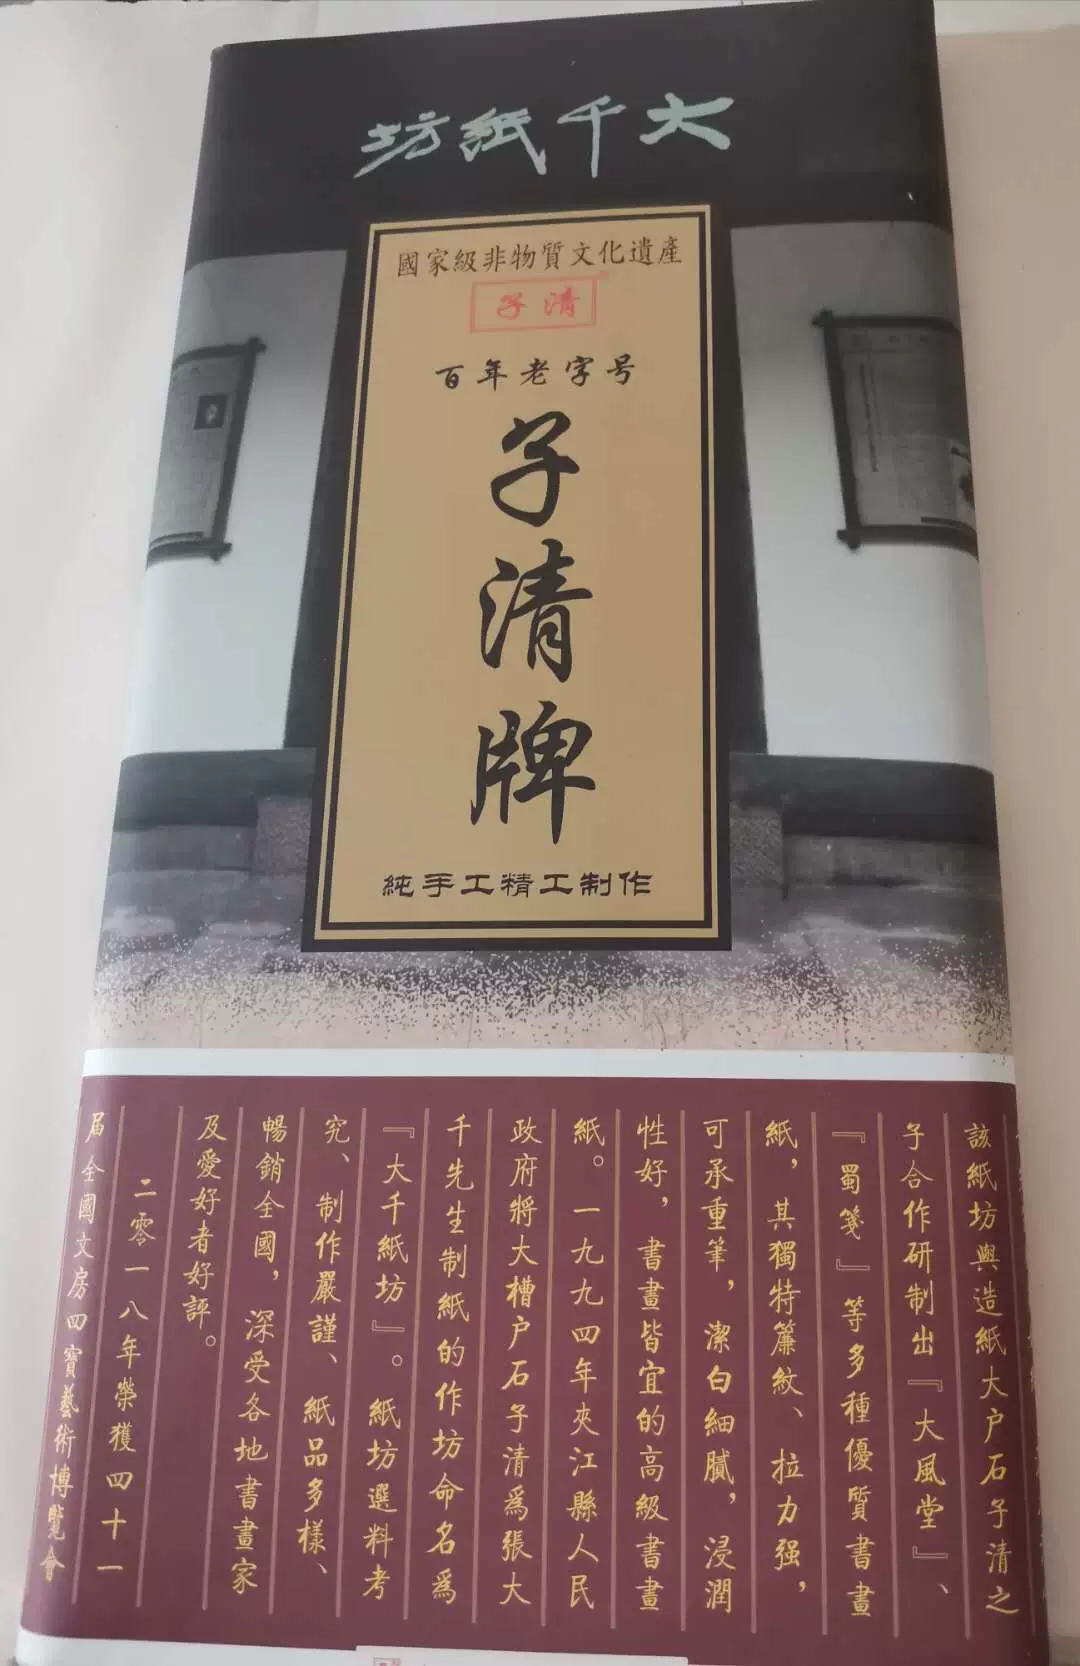 大千紙坊
國家級非物質文化遺產
子清
百年老字号
子清牌
純手工精工制作
該紙坊與造紙大户石子清之
子合作研制出『大風堂』、
『蜀箋』等多種優質書畫
紙，其獨特簾紋、拉力强，
可承重筆，潔白細膩，浸潤
性好，書畫皆宜的高級書畫
紙。一九九四年夾江縣人民
政府將大槽户石子清爲張大
千先生制紙的作坊命名爲
『大千紙坊』。紙坊選料考
究、制作嚴謹、紙品多樣、
暢銷全國，深受各地書畫家
及愛好者好評。
二零一八年榮獲四十一
届全國文房四寶藝術博覽會